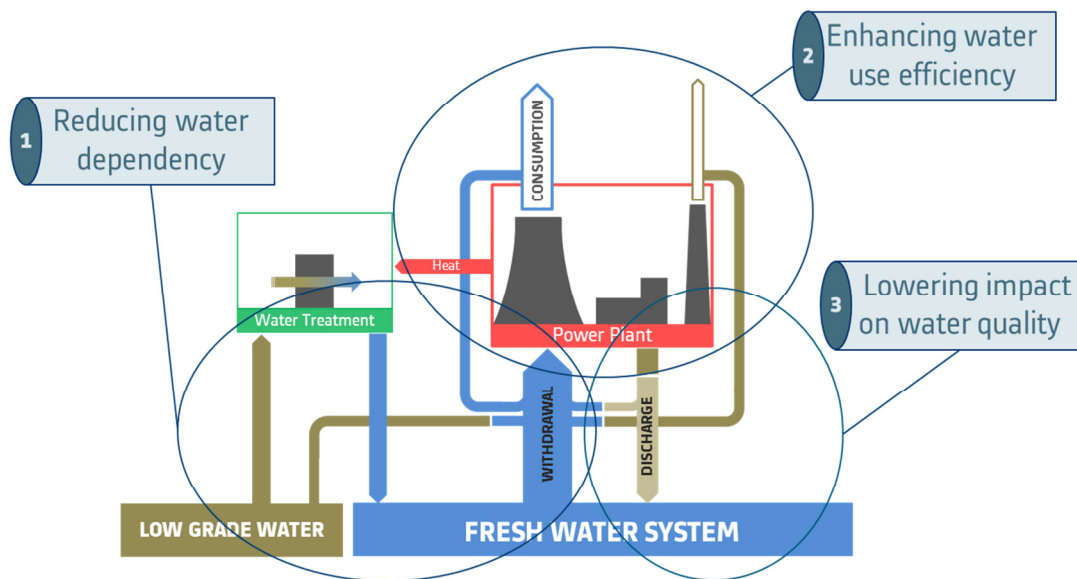 1
Reducing water
dependency
2
Enhancing water
use efficiency
CONSUMPTION
Heat
Water Treatment
Power Plant
3
Lowering impact
on water quality
WITHDRAWAL
DISCHARGE
LOW GRADE WATER
FRESH WATER SYSTEM